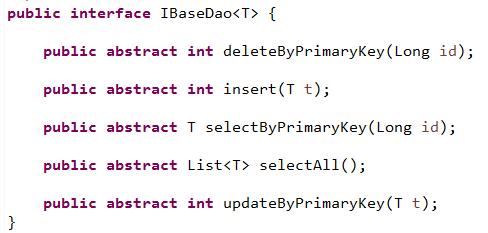 public interface IBaseDao<T> {
public abstract int deleteByPrimaryKey(Long id);
public abstract int insert(T t);
public abstract T selectByPrimaryKey(Long id);
public abstract List<T> selectAll();
public abstract int updateByPrimaryKey(T t);
}